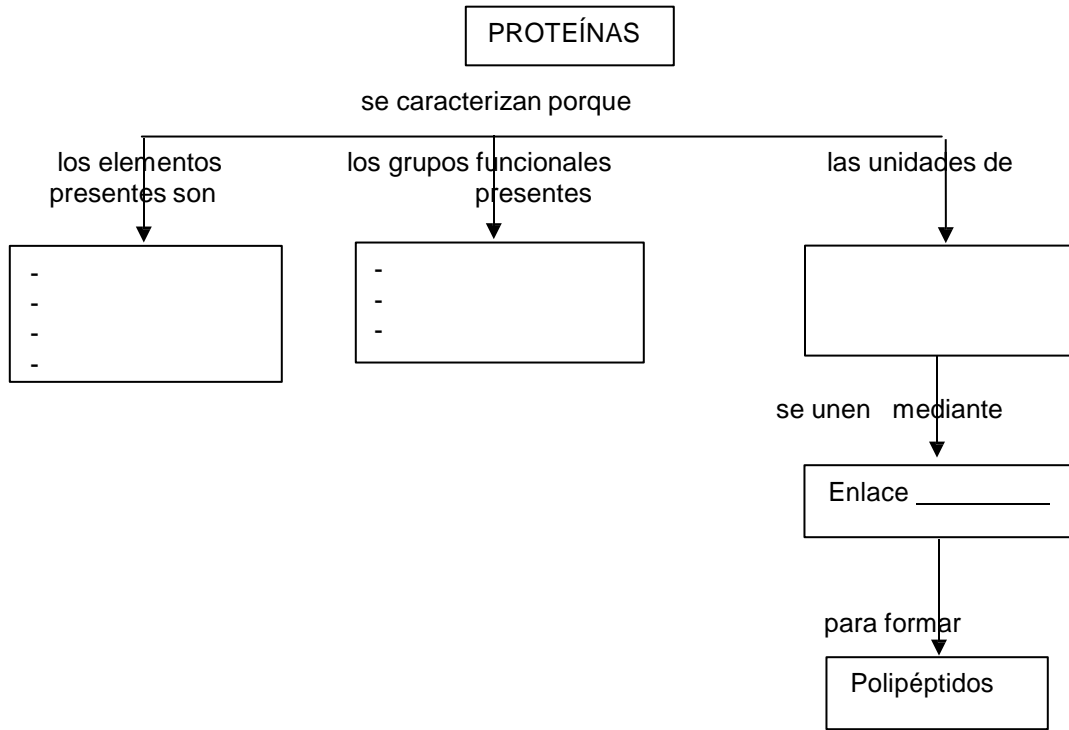 PROTEÍNAS
se caracterizan porque
los elementos
presentes son
los grupos funcionales
presentes
las unidades de
-
-
-
-
-
-
-
se unen mediante
Enlace __________
para formar
Polipéptidos